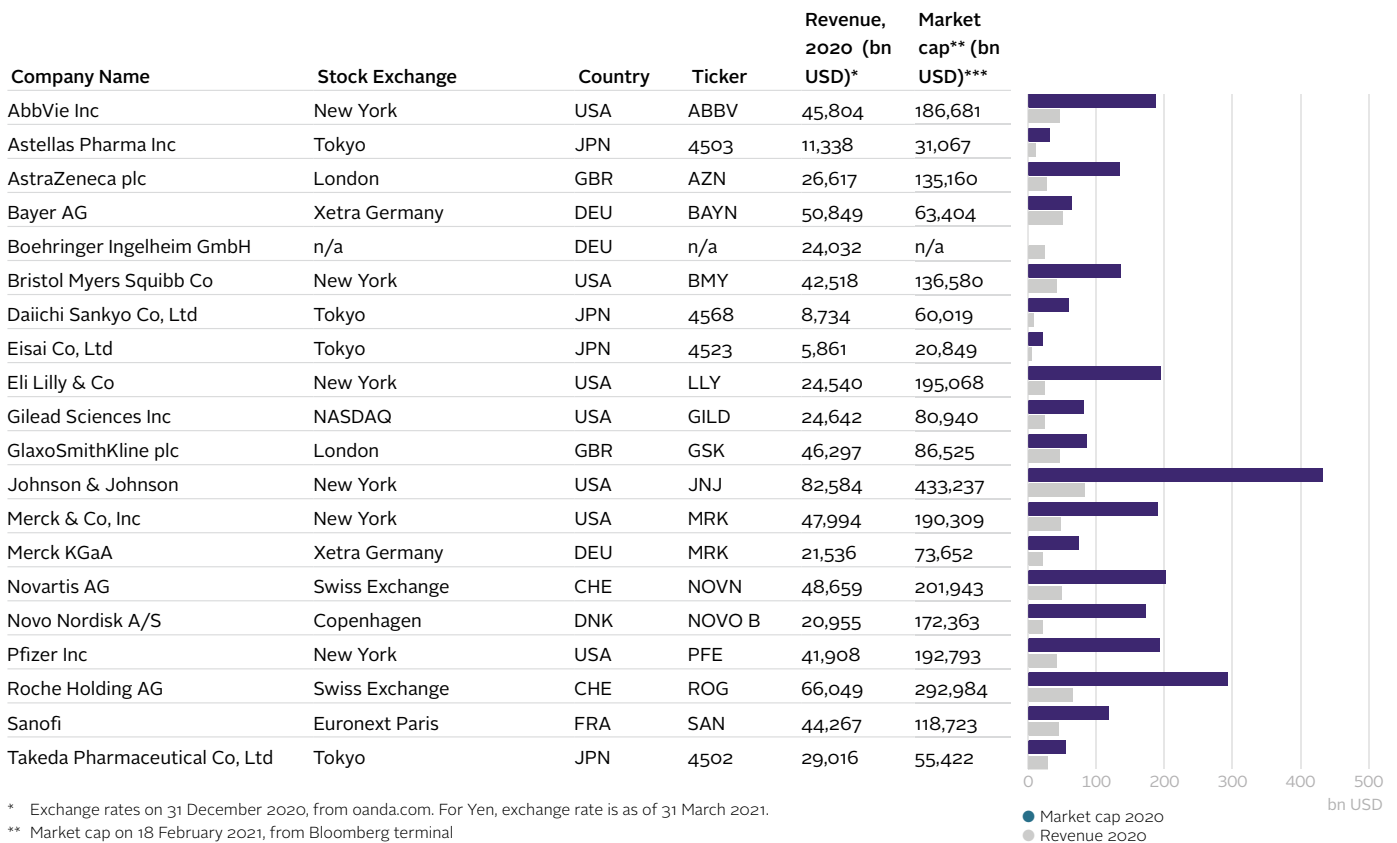 Company Name Stock Exchange Country Ticker Revenue, 2020 (bn USD)* Market cap** (bn USD)***
AbbVie Inc New York USA ABBV 45,804 186,681
Astellas Pharma Inc Tokyo JPN 4503 11,338 31,067
AstraZeneca plc London GBR AZN 26,617 135,160
Bayer AG Xetra Germany DEU BAYN 50,849 63,404
Boehringer Ingelheim GmbH n/a DEU n/a 24,032 n/a
Bristol Myers Squibb Co New York USA BMY 42,518 136,580
Daiichi Sankyo Co, Ltd Tokyo JPN 4568 8,734 60,019
Eisai Co, Ltd Tokyo JPN 4523 5,861 20,849
Eli Lilly & Co New York USA LLY 24,540 195,068
Gilead Sciences Inc NASDAQ USA GILD 24,642 80,940
GlaxoSmithKline plc London GBR GSK 46,297 86,525
Johnson & Johnson New York USA JNJ 82,584 433,237
Merck & Co, Inc New York USA MRK 47,994 190,309
Merck KGaA Xetra Germany DEU MRK 21,536 73,652
Novartis AG Swiss Exchange CHE NOVN 48,659 201,943
Novo Nordisk A/S Copenhagen DNK NOVO B 20,955 172,363
Pfizer Inc New York USA PFE 41,908 192,793
Roche Holding AG Swiss Exchange CHE ROG 66,049 292,984
Sanofi Euronext Paris FRA SAN 44,267 118,723
Takeda Pharmaceutical Co, Ltd Tokyo JPN 4502 29,016 55,422
0 100 200 300 400 500
bn USD
* Exchange rates on 31 December 2020, from oanda.com. For Yen, exchange rate is as of 31 March 2021.
** Market cap on 18 February 2021, from Bloomberg terminal
Market cap 2020
Revenue 2020